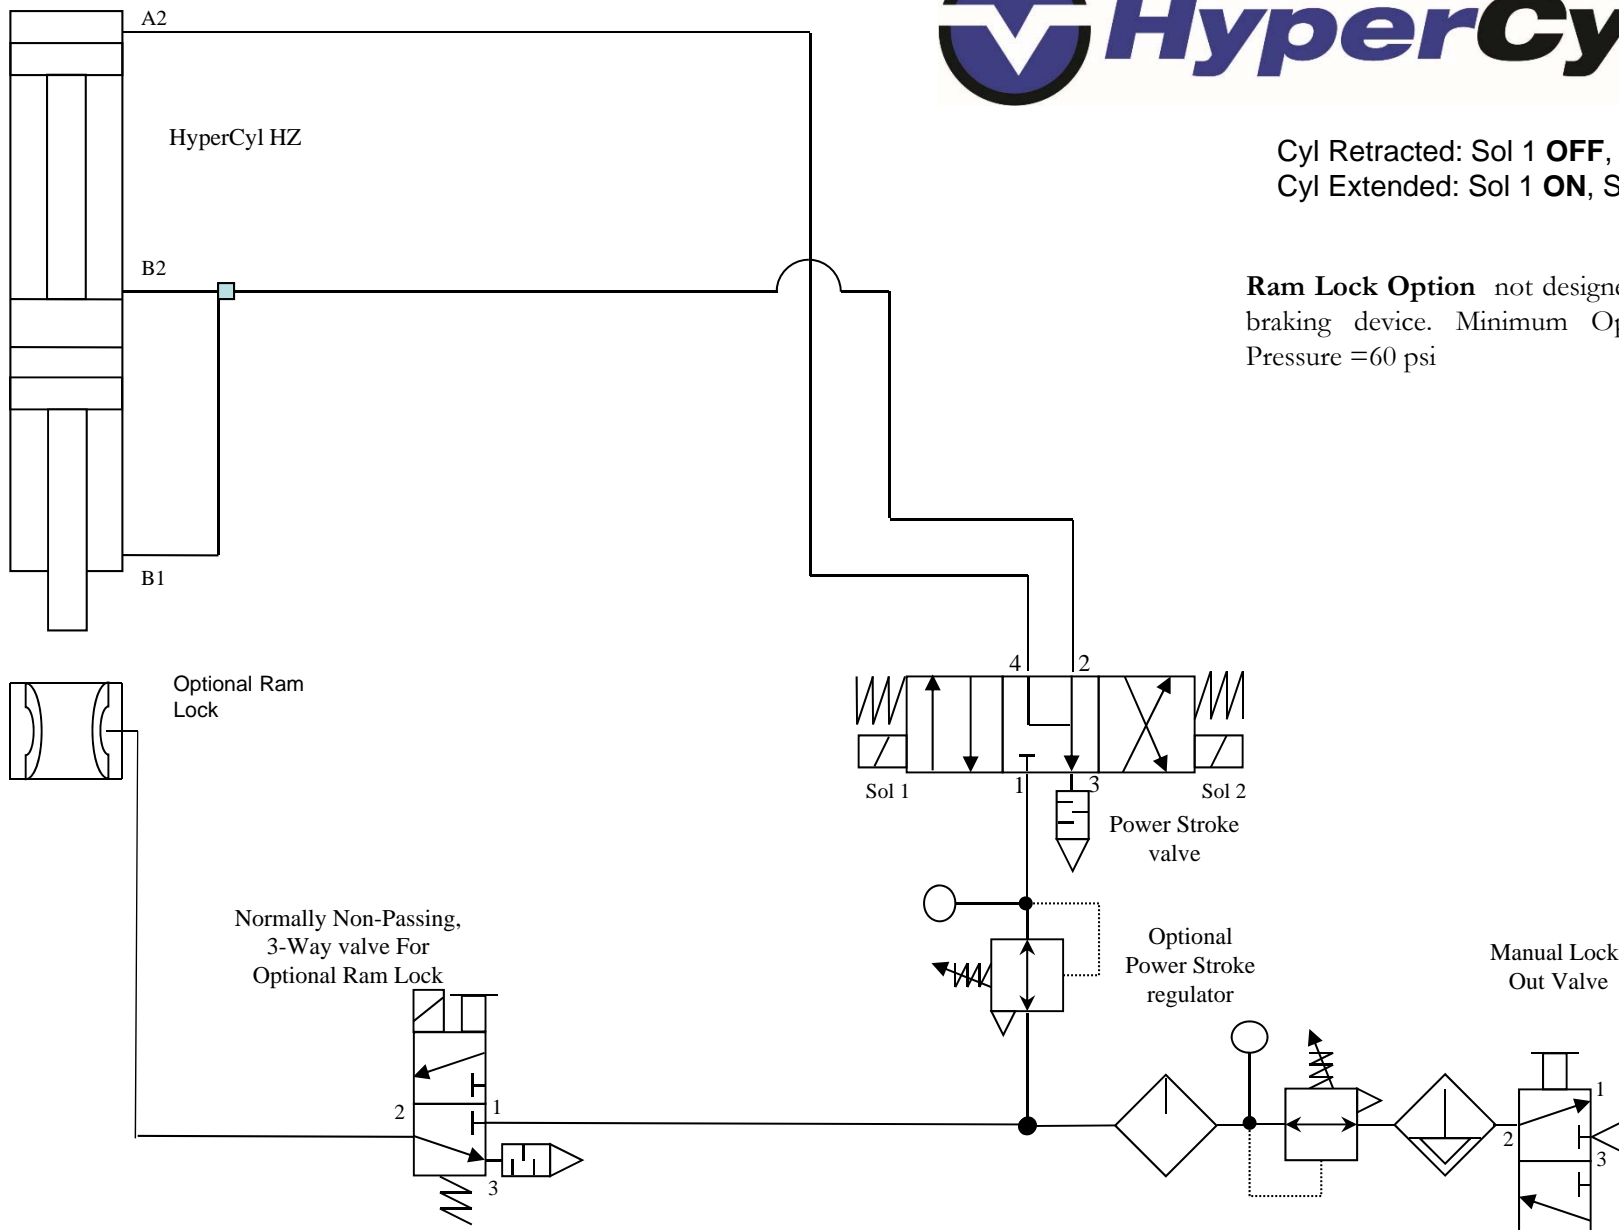 A2
HyperCy
HyperCyl HZ
Cyl Retracted: Sol 1 OFF,
Cyl Extended: Sol 1 ON, S
B2
Ram Lock Option not designe
braking device. Minimum Op
Pressure =60 psi
B1
4 2
Optional Ram
Lock
Sol 1
1 3
Sol 2
Power Stroke
valve
Normally Non-Passing,
3-Way valve For
Optional Ram Lock
Optional
Power Stroke
regulator
Manual Lock
Out Valve
2 1
3
1
2
3